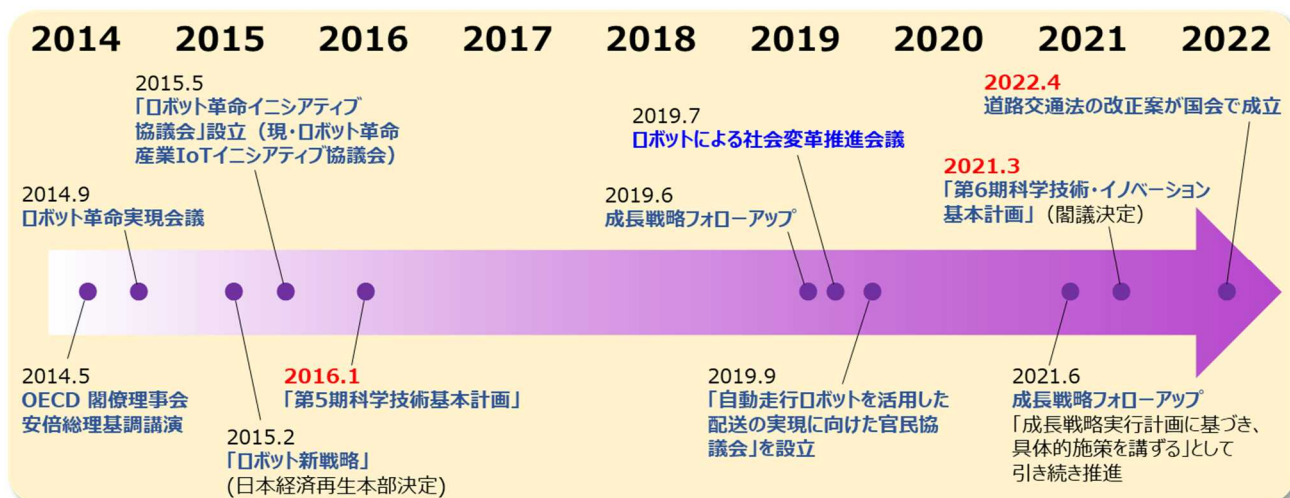 2014 2015 2016 2017 2018 2019 2020 2021 2022
2015.5
「ロボット革命イニシアティブ
協議会」設立（現・ロボット革命
産業IoTイニシアティブ協議会）
2014.9
ロボット革命実現会議
2019.7
ロボットによる社会変革推進会議
2019.6
成長戦略フォローアップ
2022.4
道路交通法の改正案が国会で成立
2021.3
「第6期科学技術・イノベーション
基本計画」（閣議決定）
2014.5
OECD 閣僚理事会
安倍総理基調講演
2015.2
「ロボット新戦略」
(日本経済再生本部決定)
2016.1
「第5期科学技術基本計画」
2019.9
「自動走行ロボットを活用した
配送の実現に向けた官民協
議会」を設立
2021.6
成長戦略フォローアップ
「成長戦略実行計画に基づき、
具体的施策を講ずる」として
引き続き推進